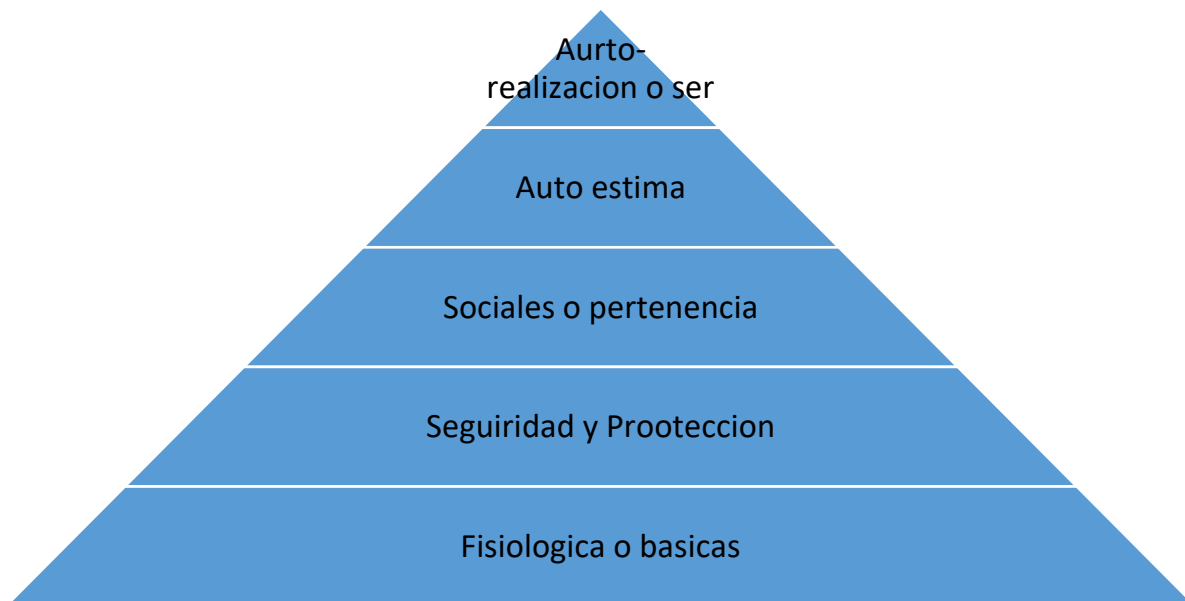 Aurto-
realizacion o ser
Auto estima
Sociales o pertenencia
Seguiridad y Prooteccion
Fisiologica o basicas